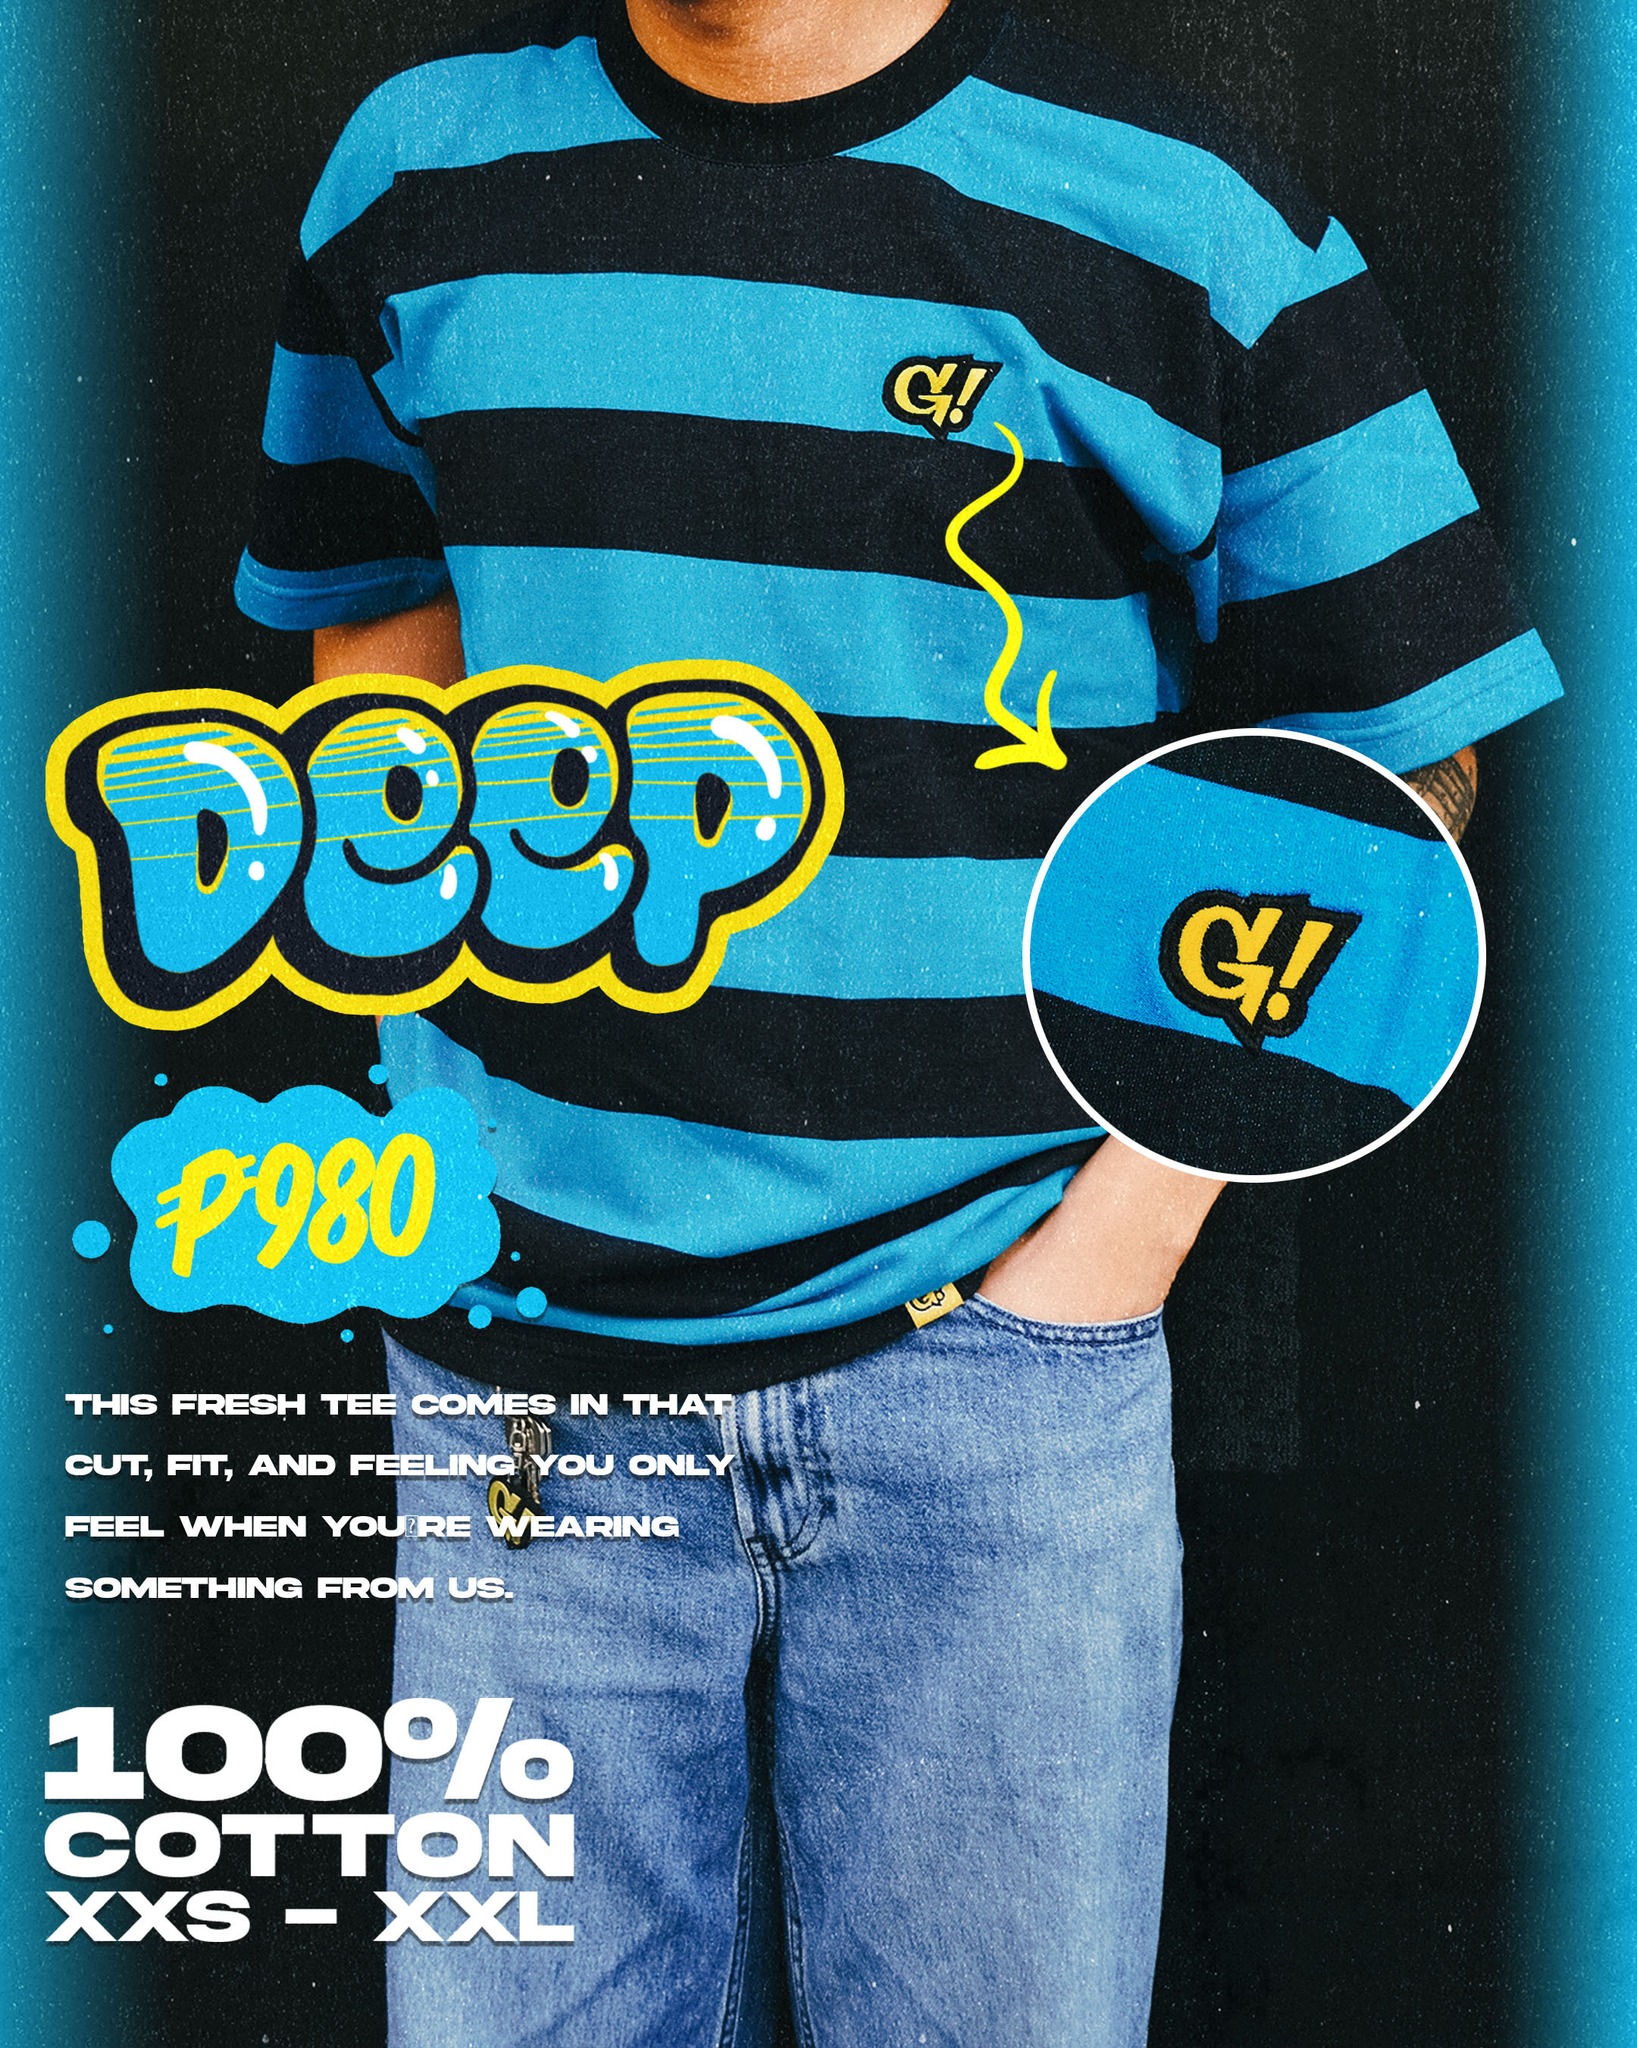 G!
DEEP
G!
₱980
THIS FRESH TEE COMES IN THAT
CUT, FIT, AND FEELING YOU ONLY
FEEL WHEN YOU▯RE WEARING
SOMETHING FROM US.
100%
COTTON
XXS - XXL